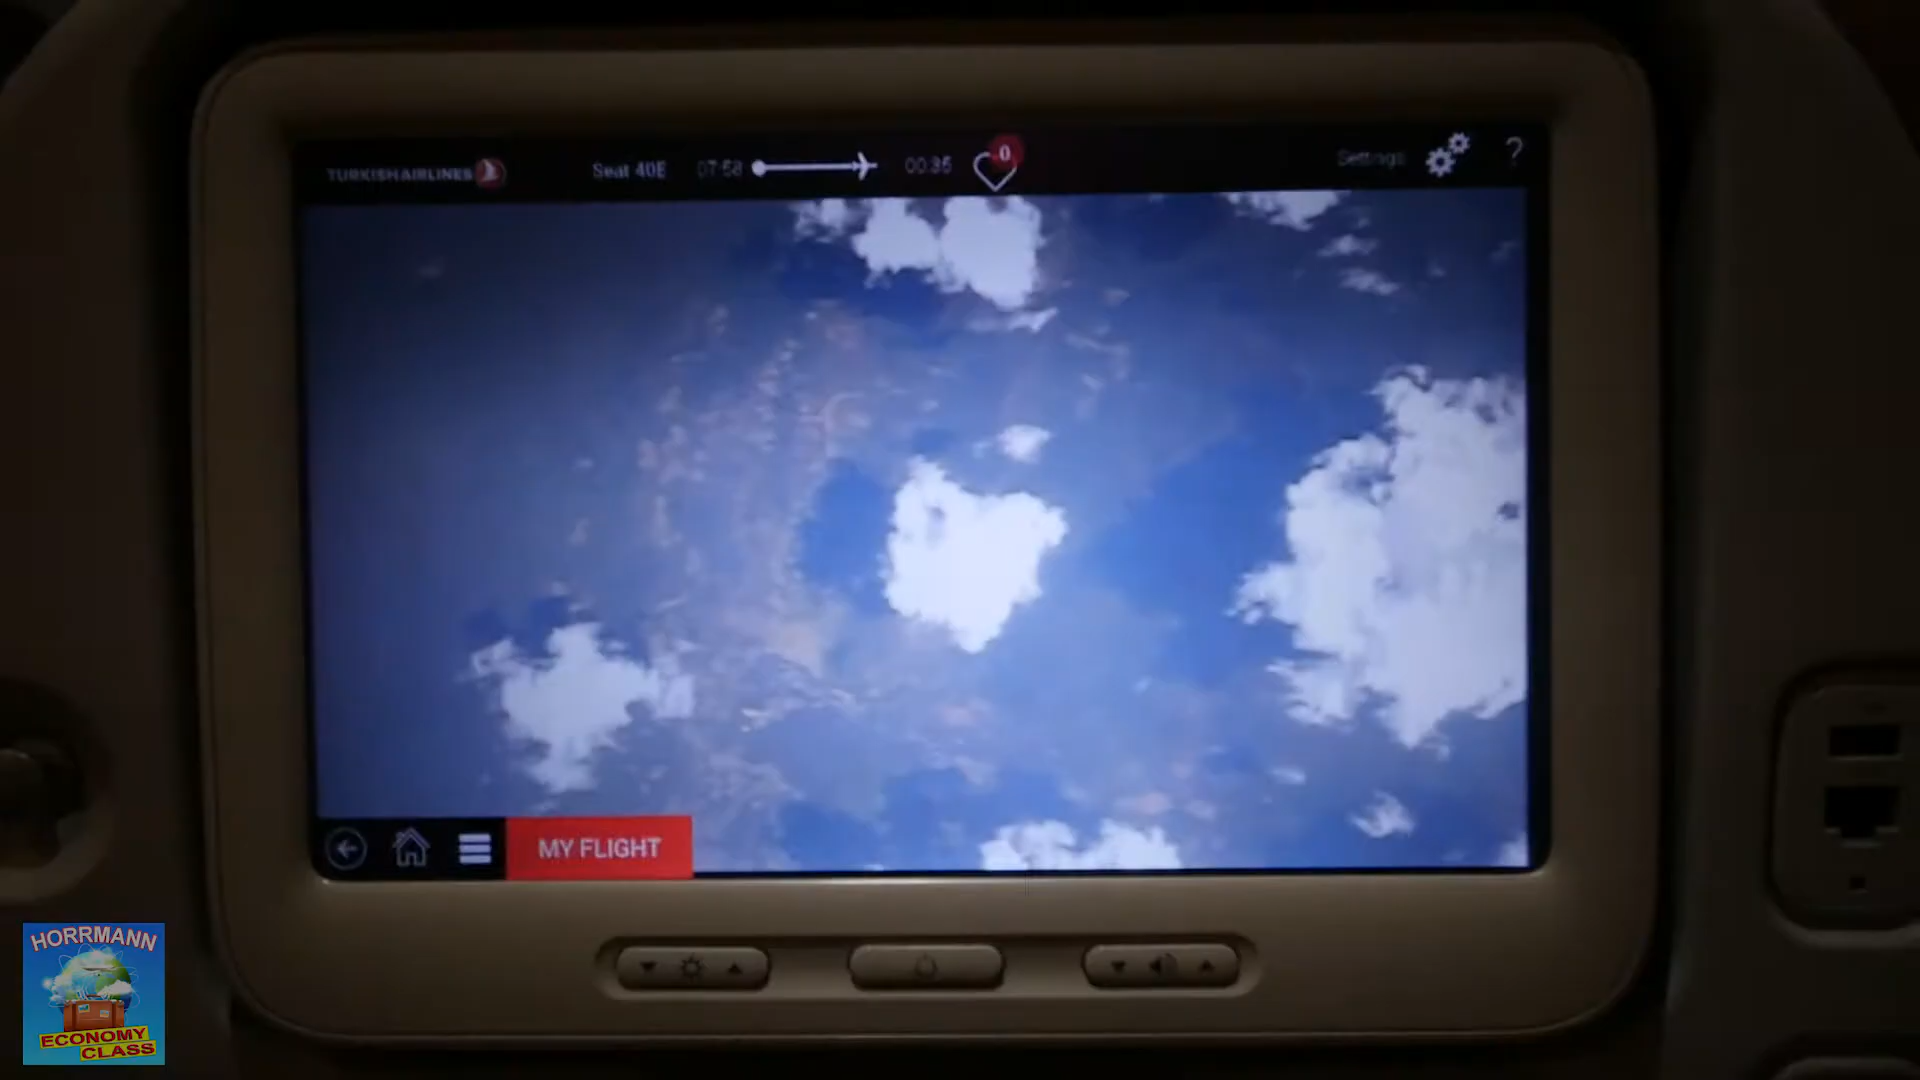 TURKISH AIRLINES
Seat 40E
07:58
00:35
0
Settings
?
MY FLIGHT
HORRMANN
ECONOMY
CLASS